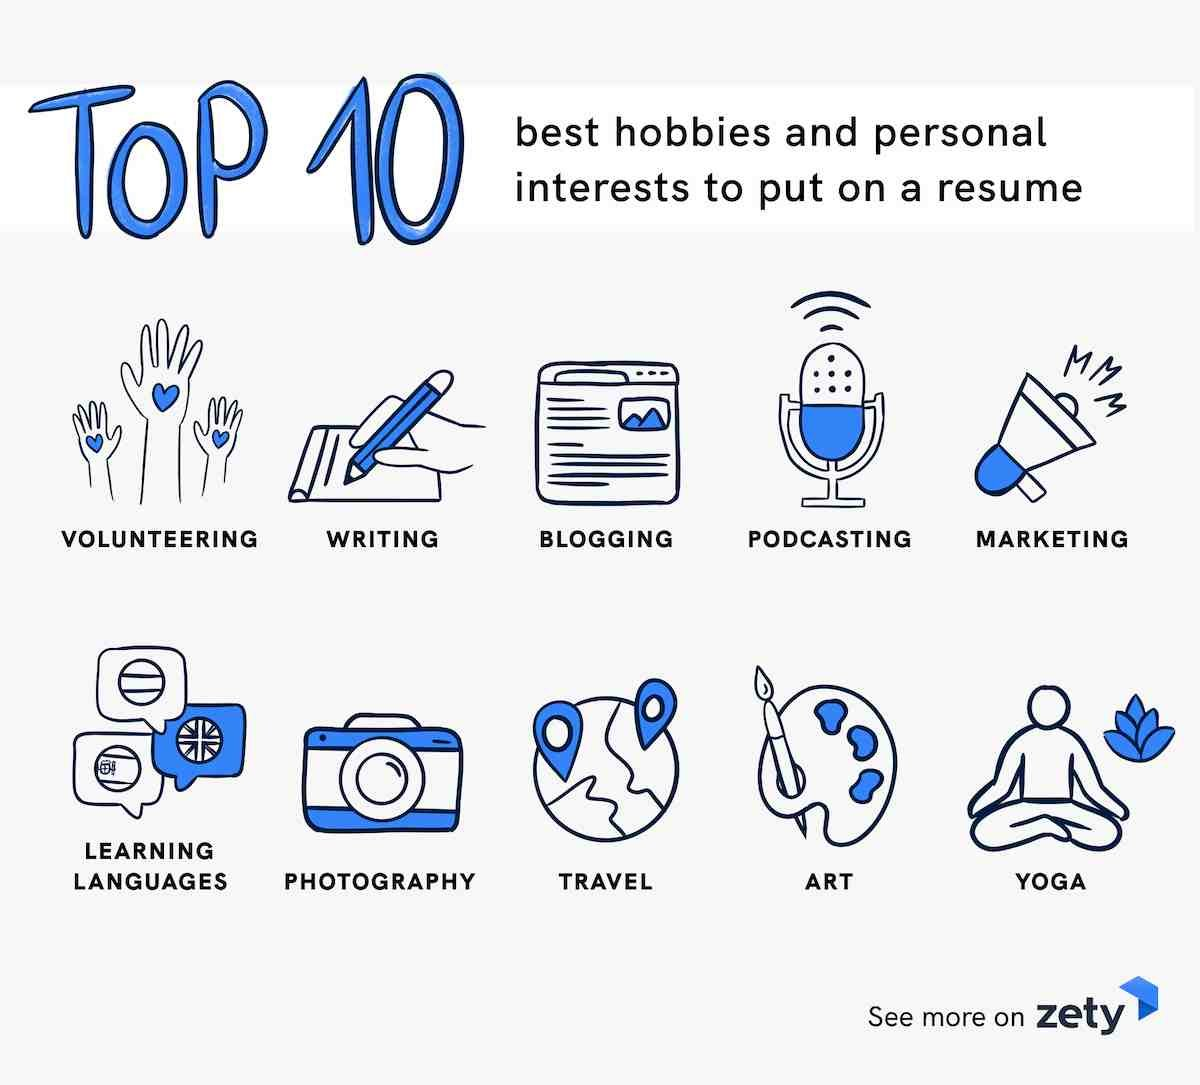 TOP 10
best hobbies and personal
interests to put on a resume
VOLUNTEERING
WRITING
BLOGGING
PODCASTING
MARKETING
LEARNING
LANGUAGES
PHOTOGRAPHY
TRAVEL
ART
YOGA
See more on zety